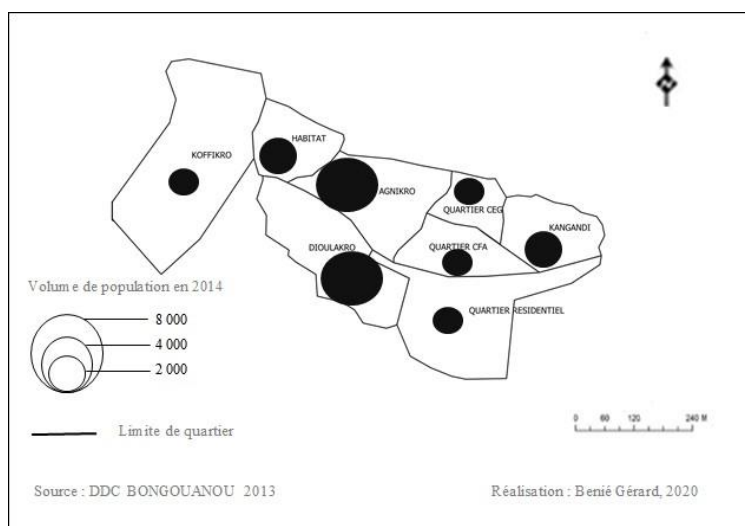 HABITAT
KOFFIKRO
AGNIKRO
QUARTIER CEG
KANGANDI
DIOULAKRO
QUARTIER CFA
QUARTIER RESIDENTIEL
Volume de population en 2014
8 000
4 000
2 000
Limite de quartier
0 60 120 240 M
Source : DDC BONGOUANOU 2013
Réalisation : Benié Gérard, 2020